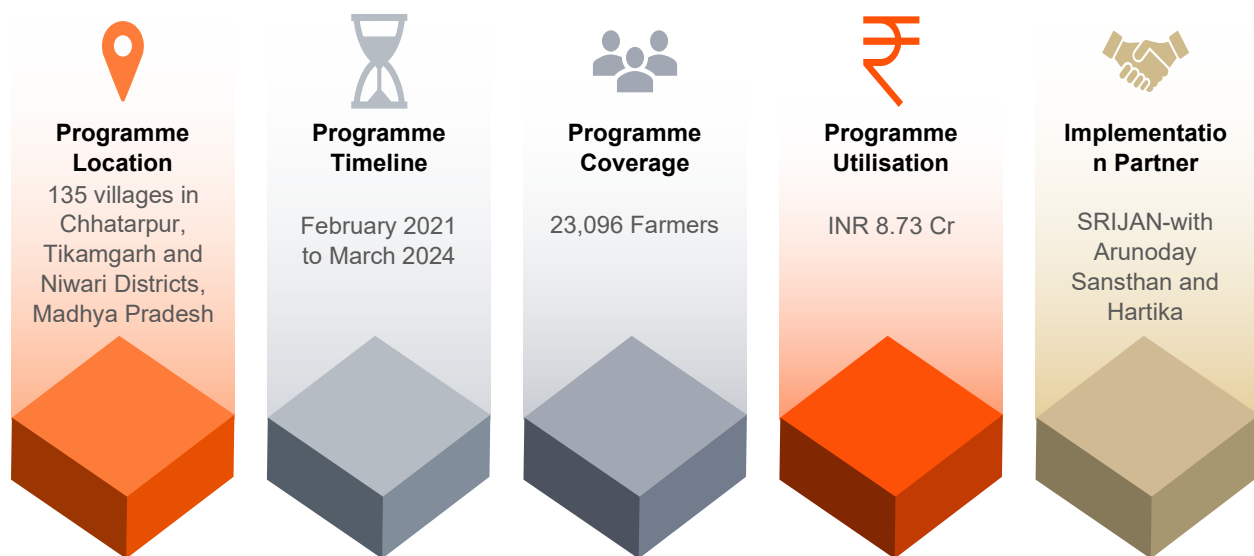 Programme
Location
135 villages in
Chhatarpur,
Tikamgarh and
Niwari Districts,
Madhya Pradesh
Programme
Timeline
February 2021
to March 2024
Programme
Coverage
23,096 Farmers
₹
Programme
Utilisation
INR 8.73 Cr
Implementatio
n Partner
SRIJAN-with
Arunoday
Sansthan and
Hartika